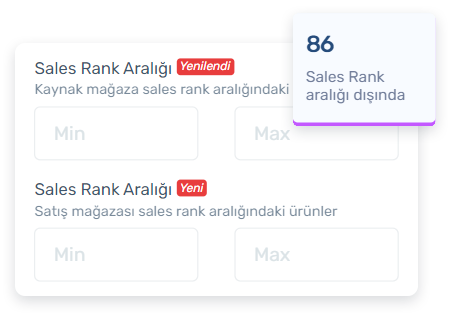 86
Sales Rank
aralığı dışında
Sales Rank Aralığı Yenilendi
Kaynak mağaza sales rank aralığındaki
Min
Max
Sales Rank Aralığı Yeni
Satış mağazası sales rank aralığındaki ürünler
Min
Max